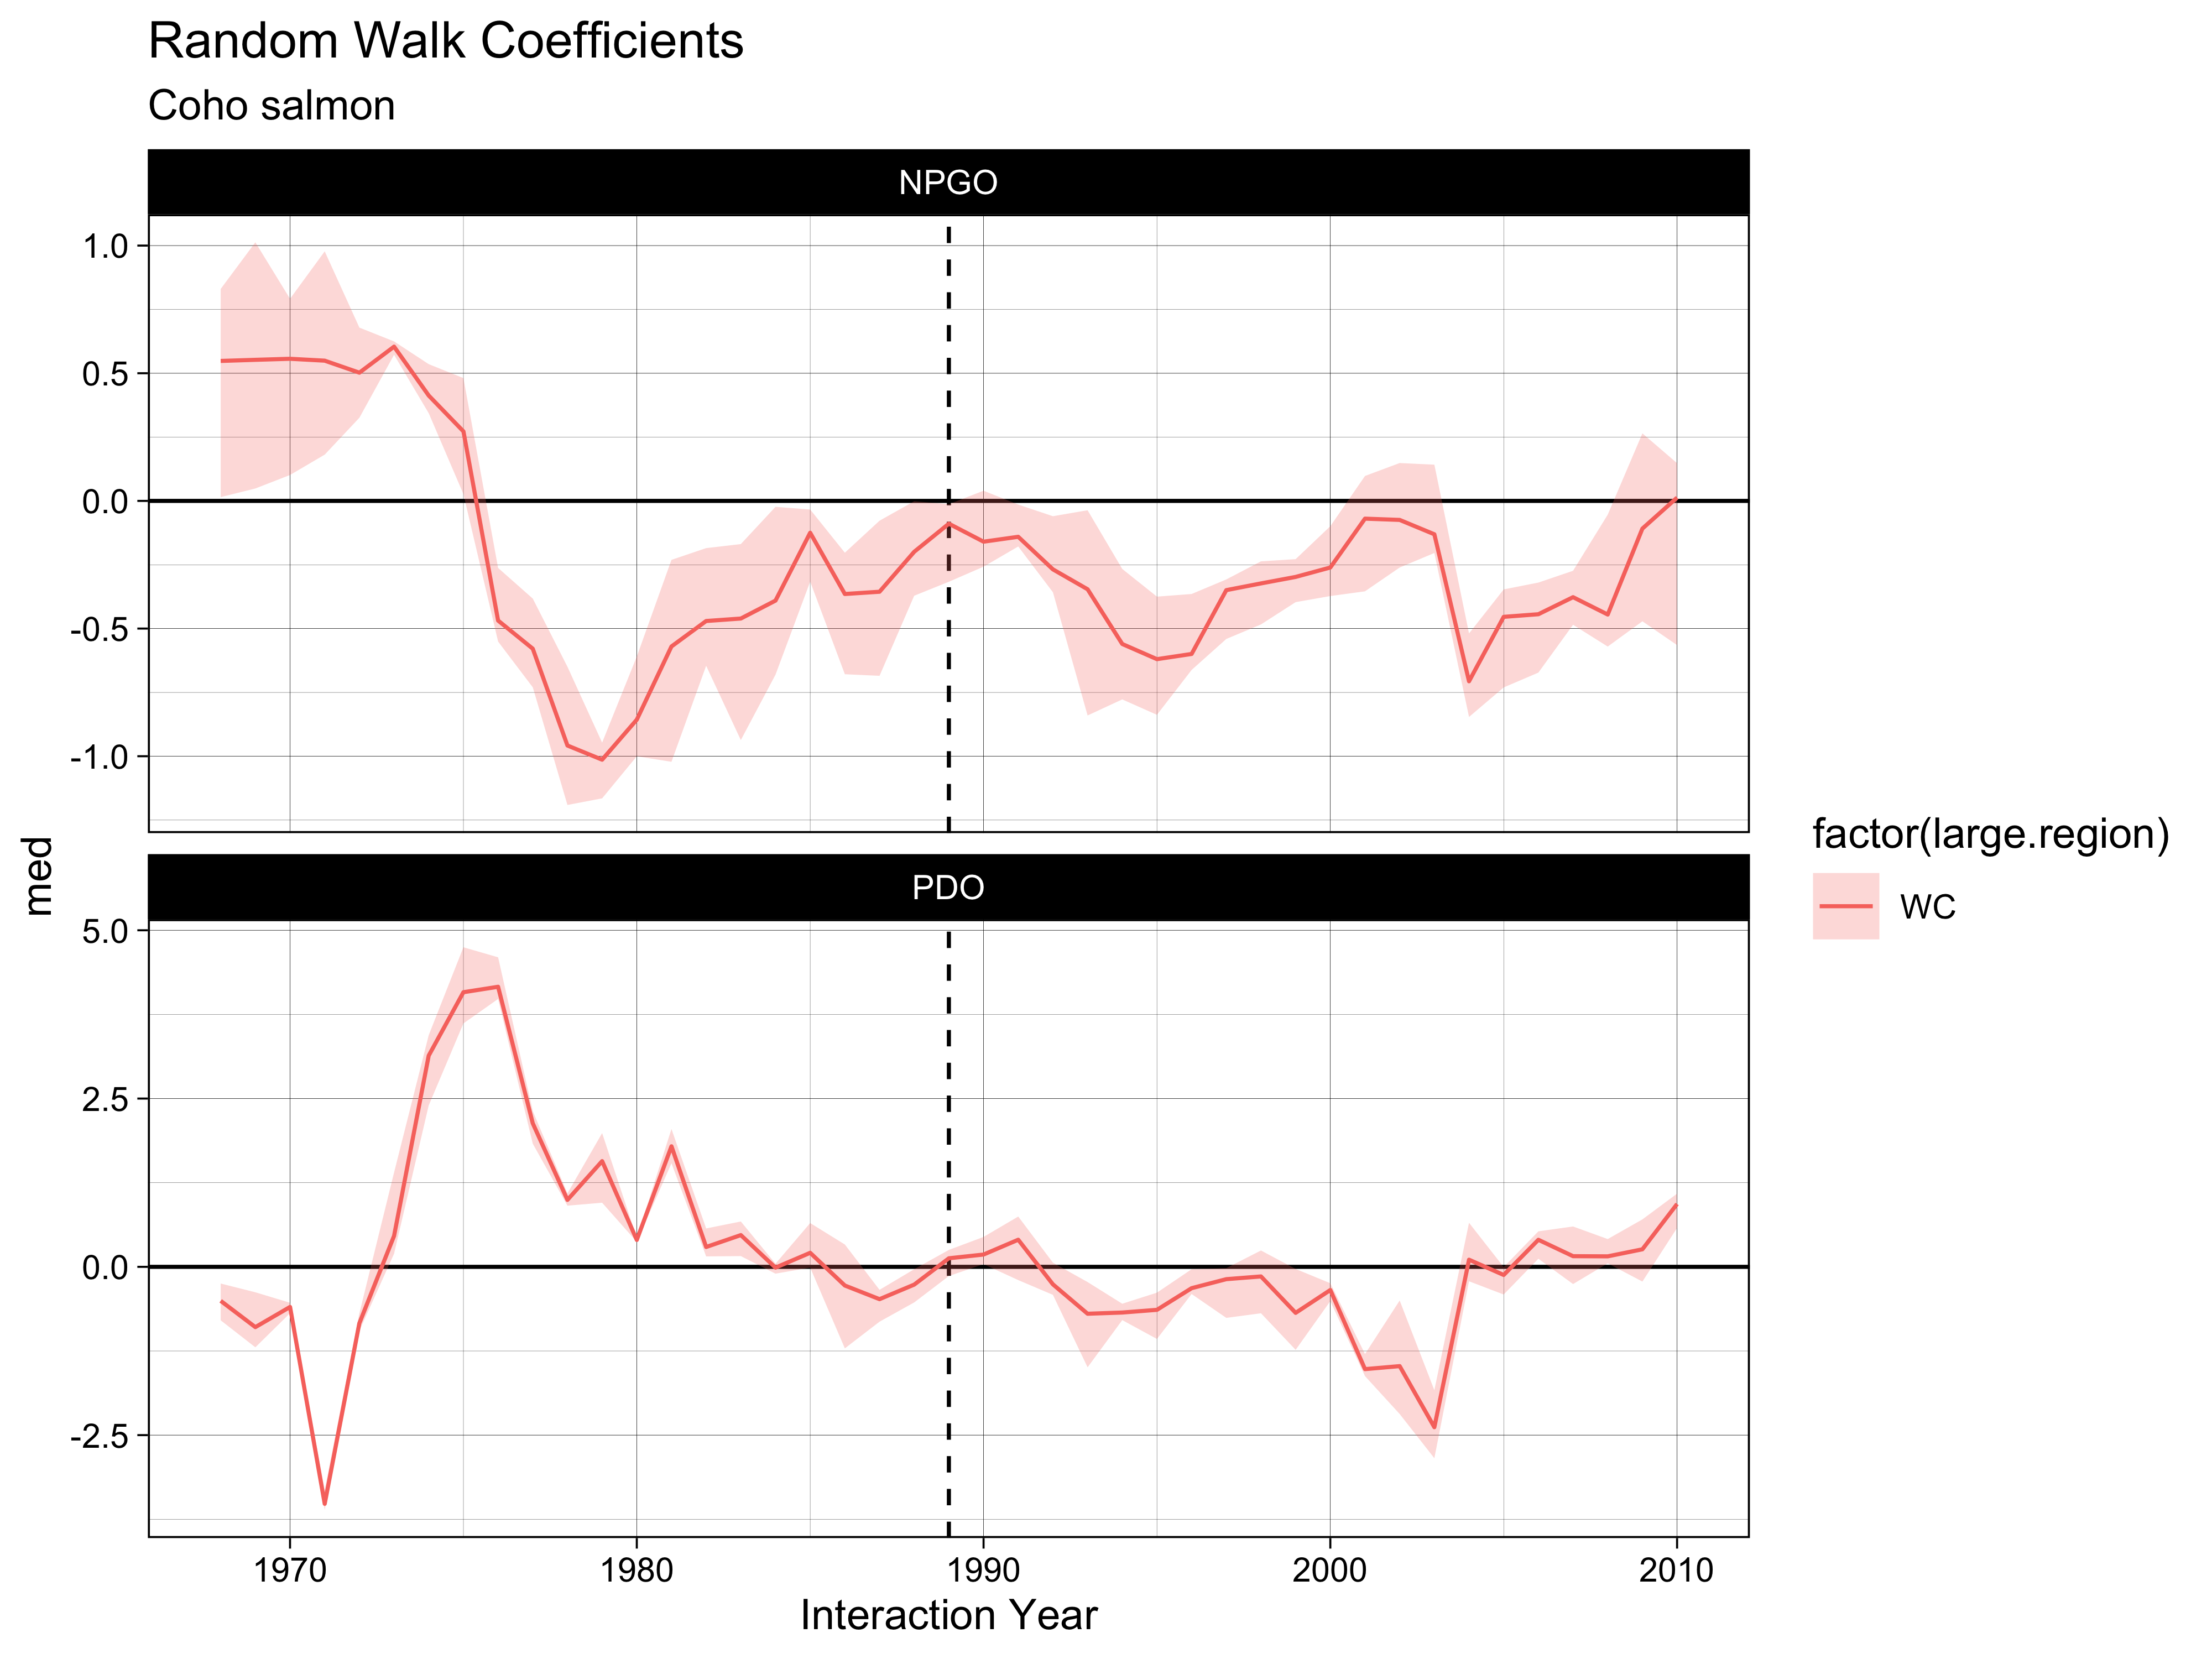 Random Walk Coefficients
Coho salmon
NPGO
1.0
0.5
0.0
-0.5
-1.0
med
PDO
5.0
2.5
0.0
-2.5
1970 1980 1990 2000 2010
Interaction Year
factor(large.region)
WC